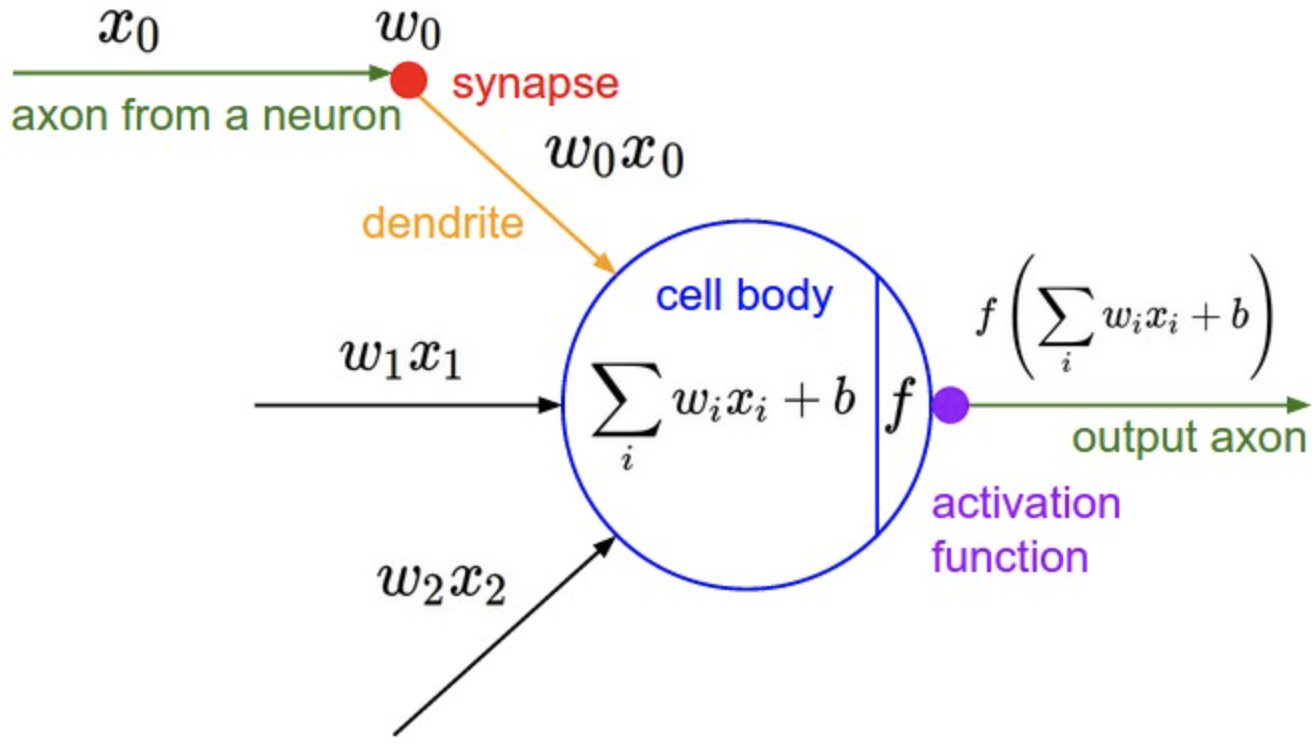 x₀
w₀
synapse
axon from a neuron
w₀x₀
dendrite
cell body
f(∑ᵢ wᵢxᵢ + b)
w₁x₁
∑ᵢ wᵢxᵢ + b
f
output axon
activation
function
w₂x₂